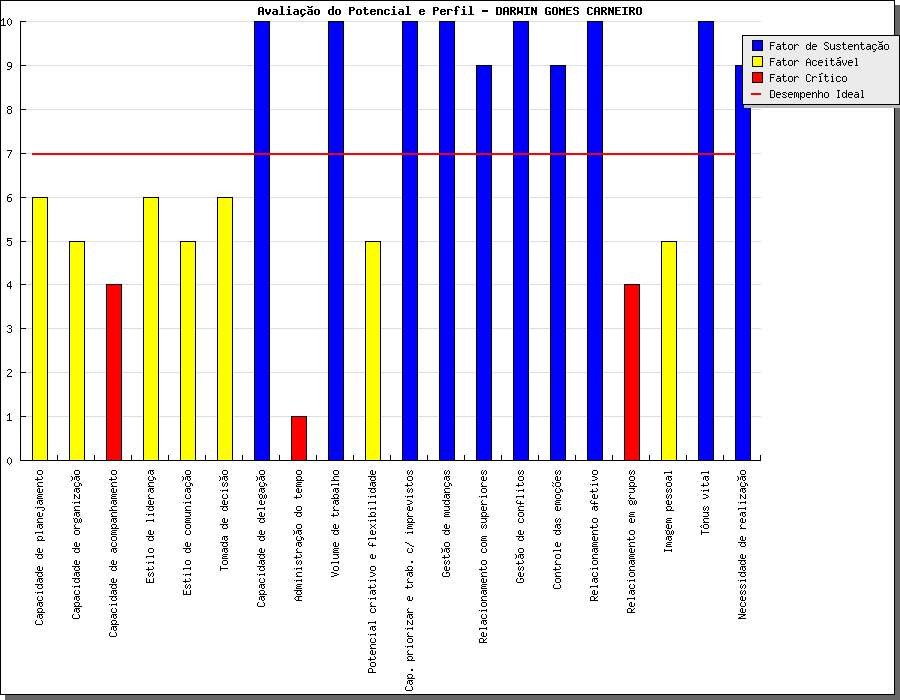 Avaliação do Potencial e Perfil - DARWIN GOMES CARNEIRO
10
9
8
7
6
5
4
3
2
1
0
Fator de Sustentação
Fator Aceitável
Fator Crítico
Desempenho Ideal
Capacidade de planejamento
Capacidade de organização
Capacidade de acompanhamento
Estilo de liderança
Estilo de comunicação
Tomada de decisão
Capacidade de delegação
Administração do tempo
Volume de trabalho
Potencial criativo e flexibilidade
Cap. priorizar e trab. c/ imprevistos
Gestão de mudanças
Relacionamento com superiores
Gestão de conflitos
Controle das emoções
Relacionamento afetivo
Relacionamento em grupos
Imagem pessoal
Tônus vital
Necessidade de realização